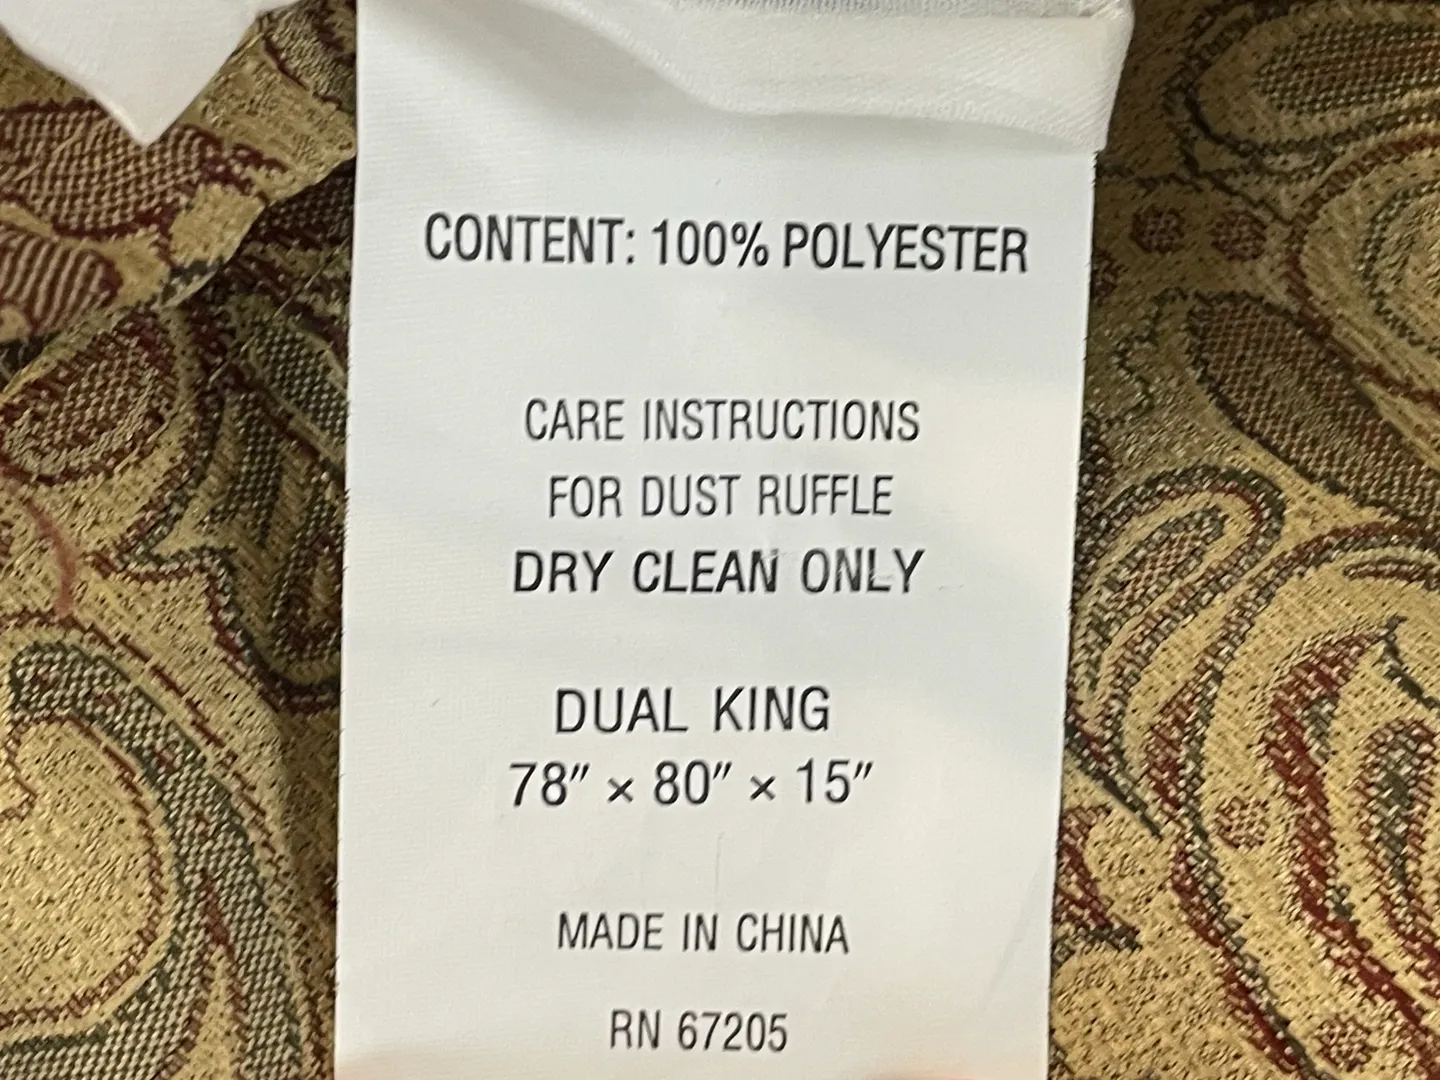 CONTENT: 100% POLYESTER
CARE INSTRUCTIONS
FOR DUST RUFFLE
DRY CLEAN ONLY
DUAL KING
78″ × 80″ × 15″
MADE IN CHINA
RN 67205